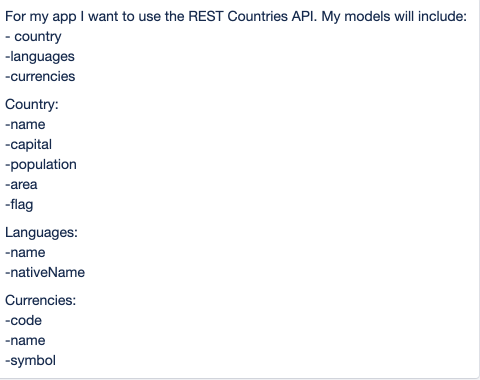 For my app I want to use the REST Countries API. My models will include:
- country
-languages
-currencies
Country:
-name
-capital
-population
-area
-flag
Languages:
-name
-nativeName
Currencies:
-code
-name
-symbol